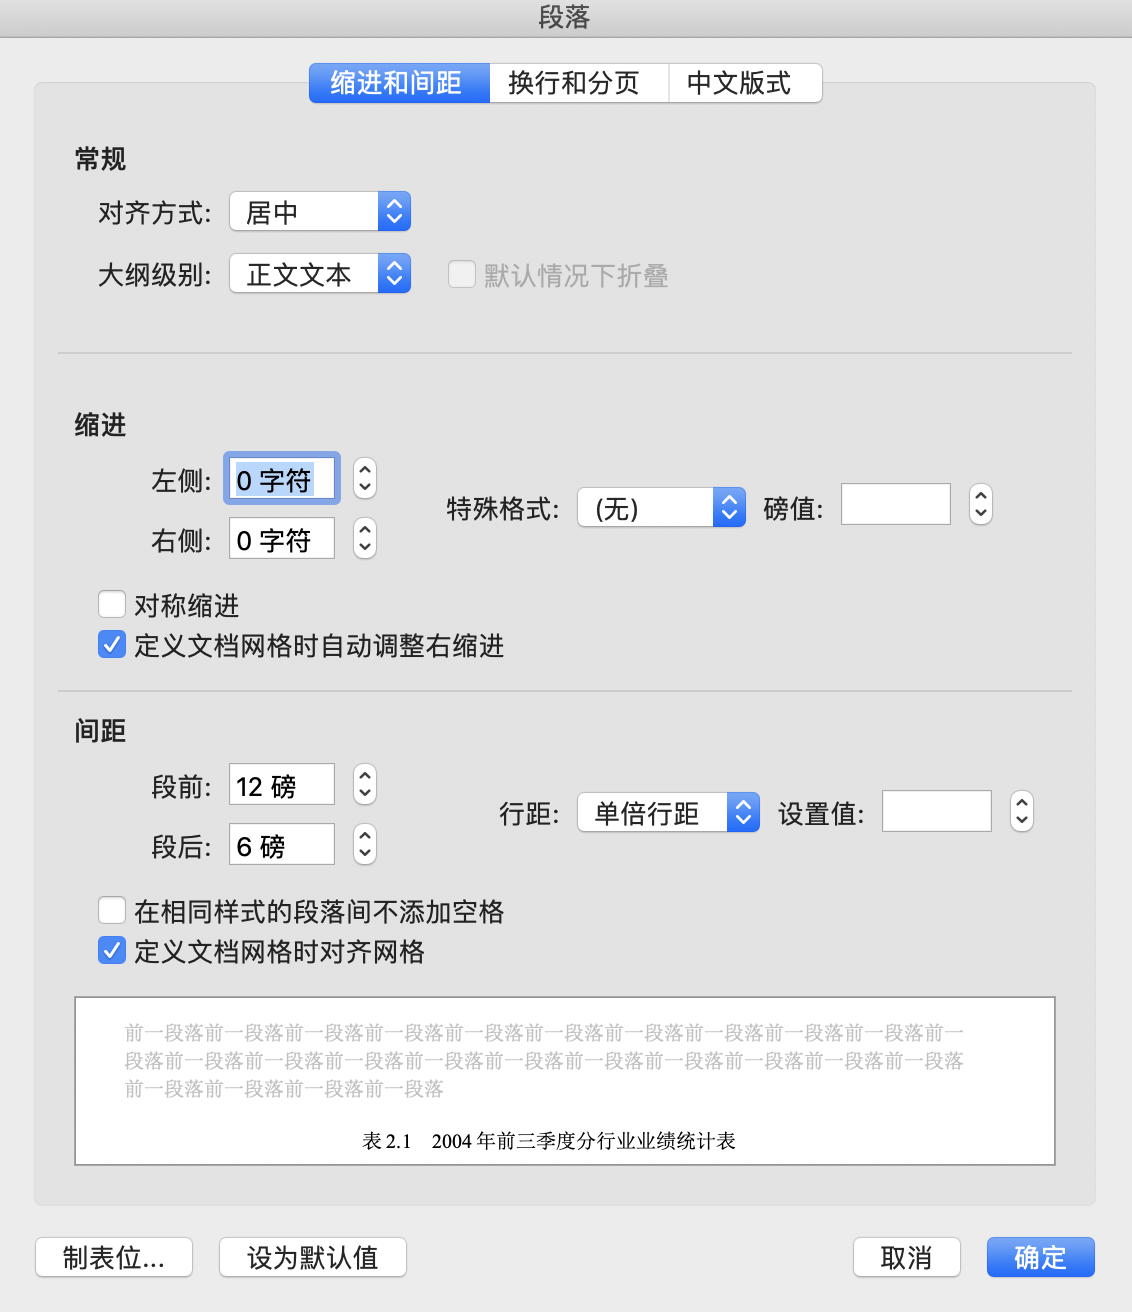 段落
缩进和间距 换行和分页 中文版式
常规
对齐方式: 居中
大纲级别: 正文文本 默认情况下折叠
缩进
左侧: 0 字符
特殊格式: (无) 磅值:
右侧: 0 字符
对称缩进
定义文档网格时自动调整右缩进
间距
段前: 12 磅
行距: 单倍行距 设置值:
段后: 6 磅
在相同样式的段落间不添加空格
定义文档网格时对齐网格
前一段落前一段落前一段落前一段落前一段落前一段落前一段落前一段落前一段落前一段落前一
段落前一段落前一段落前一段落前一段落前一段落前一段落前一段落前一段落前一段落前一段落
前一段落前一段落前一段落前一段落
表 2.1 2004 年前三季度分行业业绩统计表
制表位... 设为默认值 取消 确定